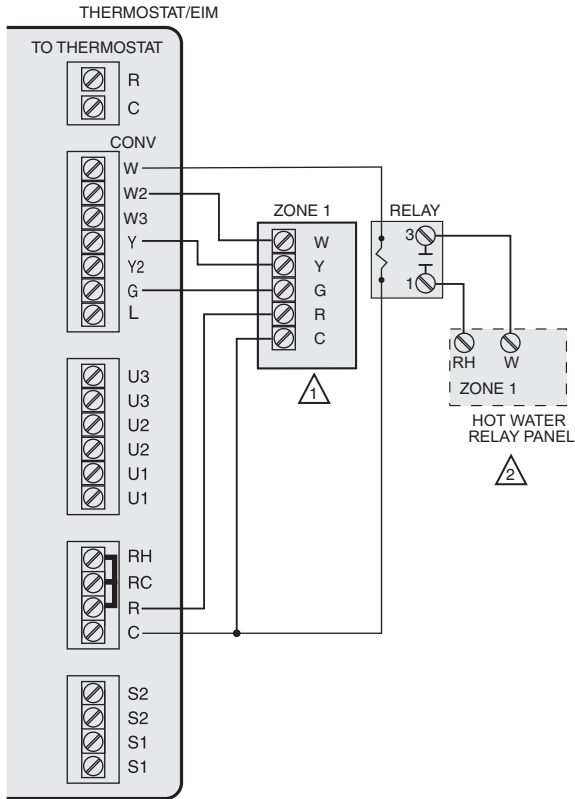 THERMOSTAT/EIM
TO THERMOSTAT
R
C
CONV
W
W2
W3
Y
Y2
G
L
U3
U3
U2
U2
U1
U1
RH
RC
R
C
S2
S2
S1
S1
ZONE 1
W
Y
G
R
C
1
RELAY
3
1
RH W
ZONE 1
HOT WATER
RELAY PANEL
2